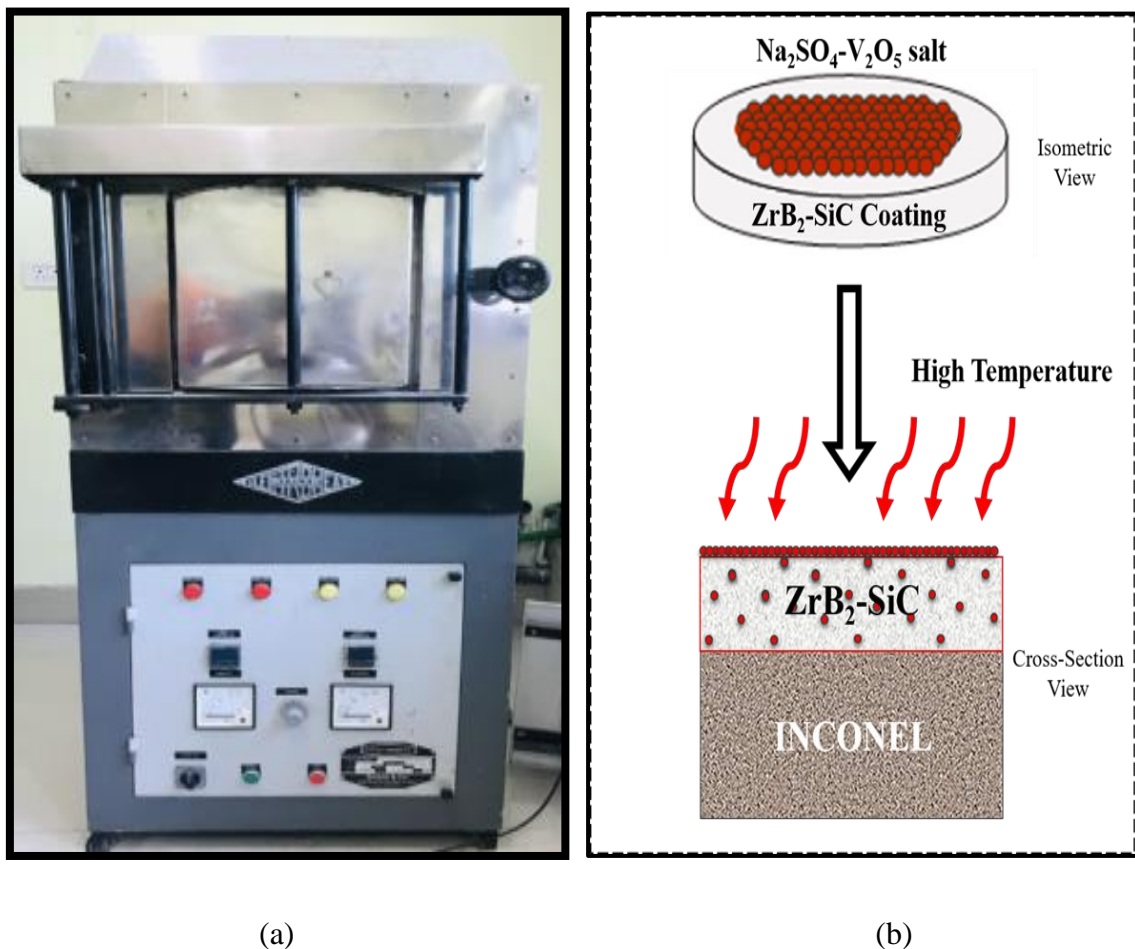 Na₂SO₄-V₂O₅ salt
Isometric
View
ZrB₂-SiC Coating
High Temperature
ZrB₂-SiC
Cross-Section
View
INCONEL
(a)
(b)